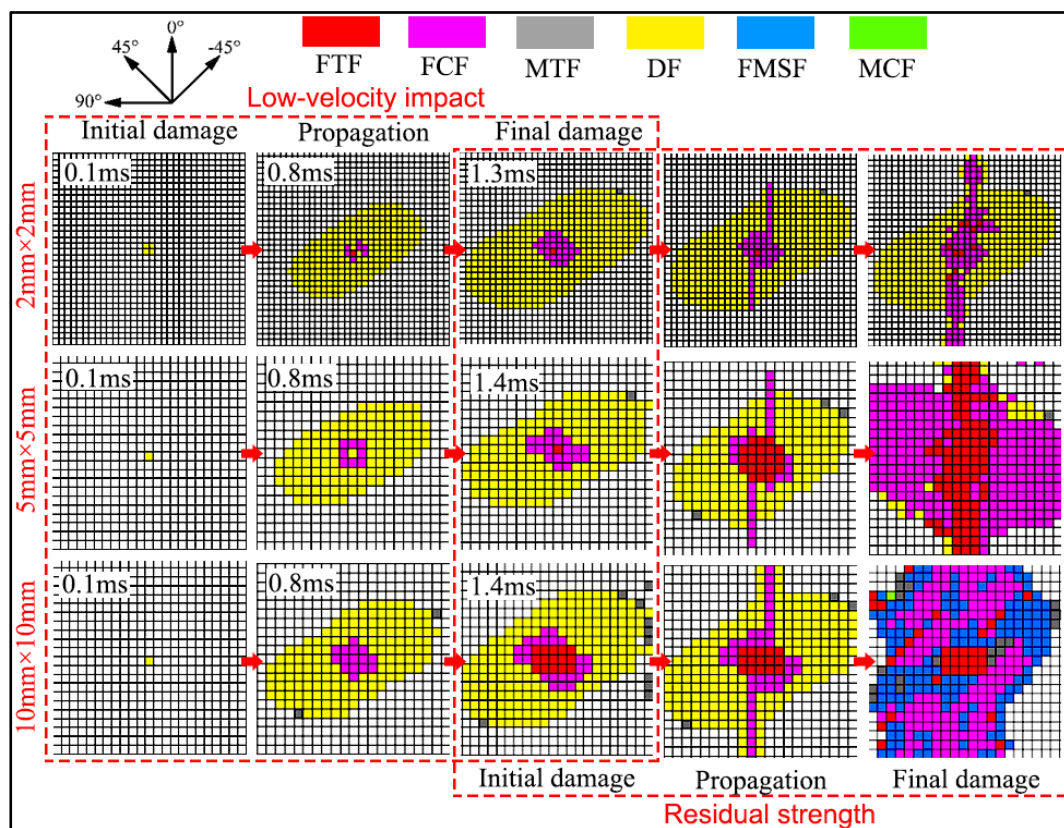 0°
45°
-45°
90°
FTF FCF MTF DF FMSF MCF
Low-velocity impact
Initial damage Propagation Final damage
2mm×2mm
0.1ms 0.8ms 1.3ms
5mm×5mm
0.1ms 0.8ms 1.4ms
10mm×10mm
0.1ms 0.8ms 1.4ms
Initial damage Propagation Final damage
Residual strength